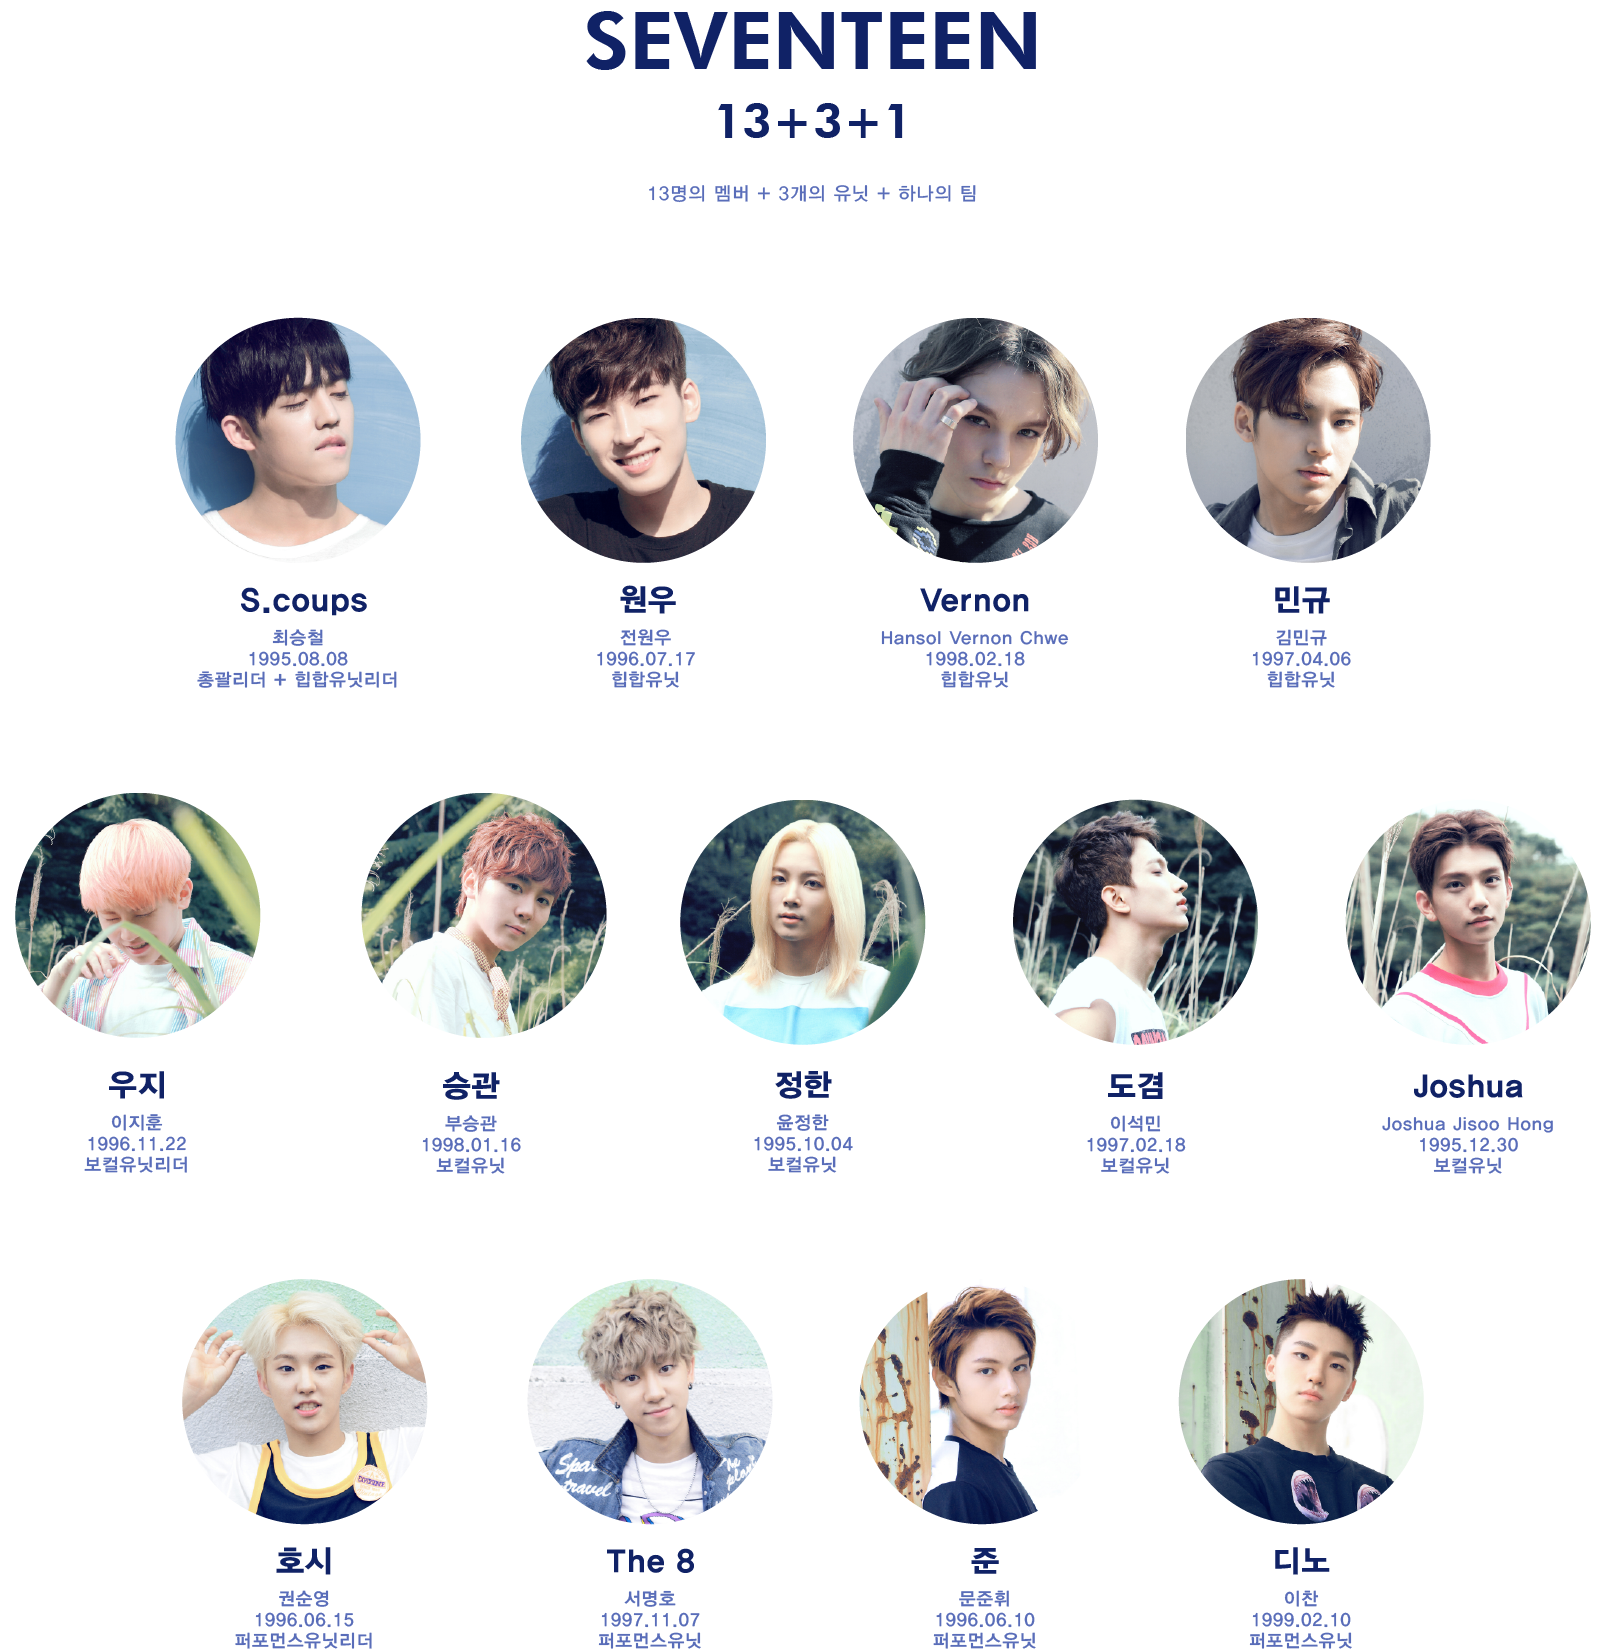 SEVENTEEN
13+3+1
13명의 멤버 + 3개의 유닛 + 하나의 팀
S.coups
최승철
1995.08.08
총괄리더 + 힙합유닛리더
원우
전원우
1996.07.17
힙합유닛
Vernon
Hansol Vernon Chwe
1998.02.18
힙합유닛
민규
김민규
1997.04.06
힙합유닛
우지
이지훈
1996.11.22
보컬유닛리더
승관
부승관
1998.01.16
보컬유닛
정한
윤정한
1995.10.04
보컬유닛
도겸
이석민
1997.02.18
보컬유닛
Joshua
Joshua Jisoo Hong
1995.12.30
보컬유닛
호시
권순영
1996.06.15
퍼포먼스유닛리더
travel
The 8
서명호
1997.11.07
퍼포먼스유닛
준
문준휘
1996.06.10
퍼포먼스유닛
디노
이찬
1999.02.10
퍼포먼스유닛